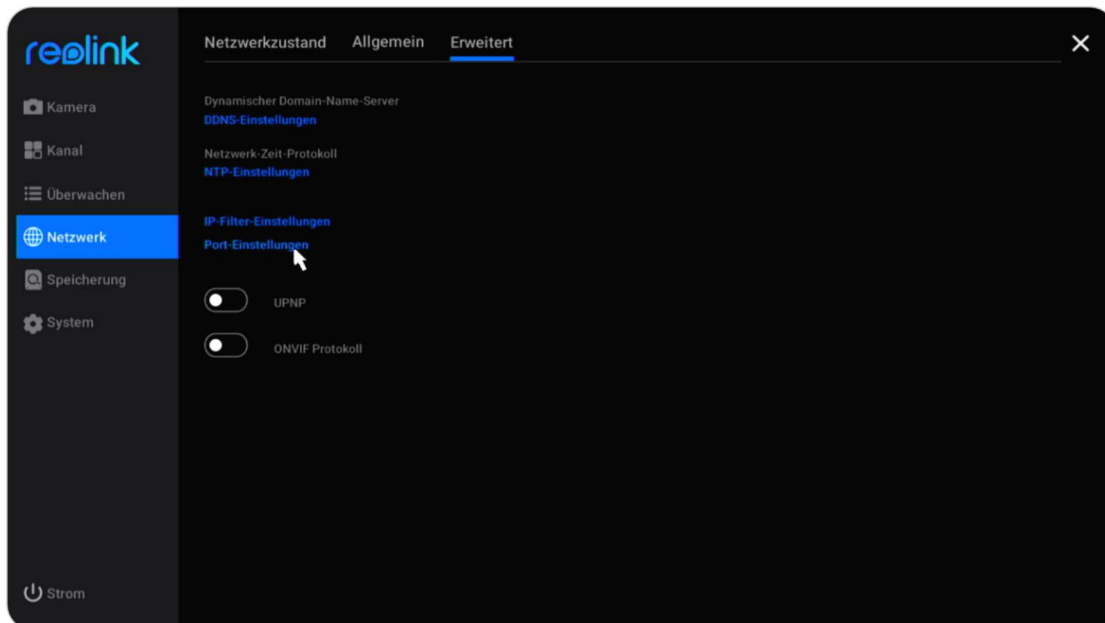 reolink
Netzwerkzustand Allgemein Erweitert
Kamera
Kanal
Überwachen
Netzwerk
Speicherung
System
Strom
Dynamischer Domain-Name-Server
DDNS-Einstellungen
Netzwerk-Zeit-Protokoll
NTP-Einstellungen
IP-Filter-Einstellungen
Port-Einstellungen
UPNP
ONVIF Protokoll